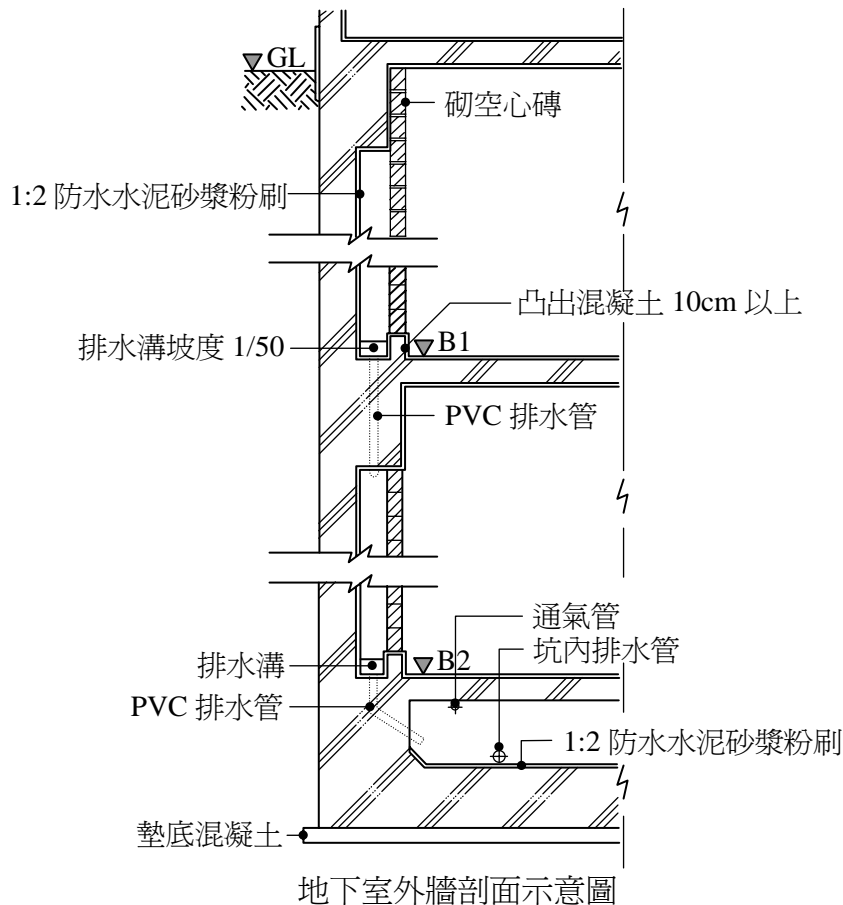 GL
砌空心磚
1:2 防水水泥砂漿粉刷
凸出混凝土 10cm 以上
排水溝坡度 1/50
B1
PVC 排水管
通氣管
坑內排水管
排水溝
B2
PVC 排水管
1:2 防水水泥砂漿粉刷
墊底混凝土
地下室外牆剖面示意圖